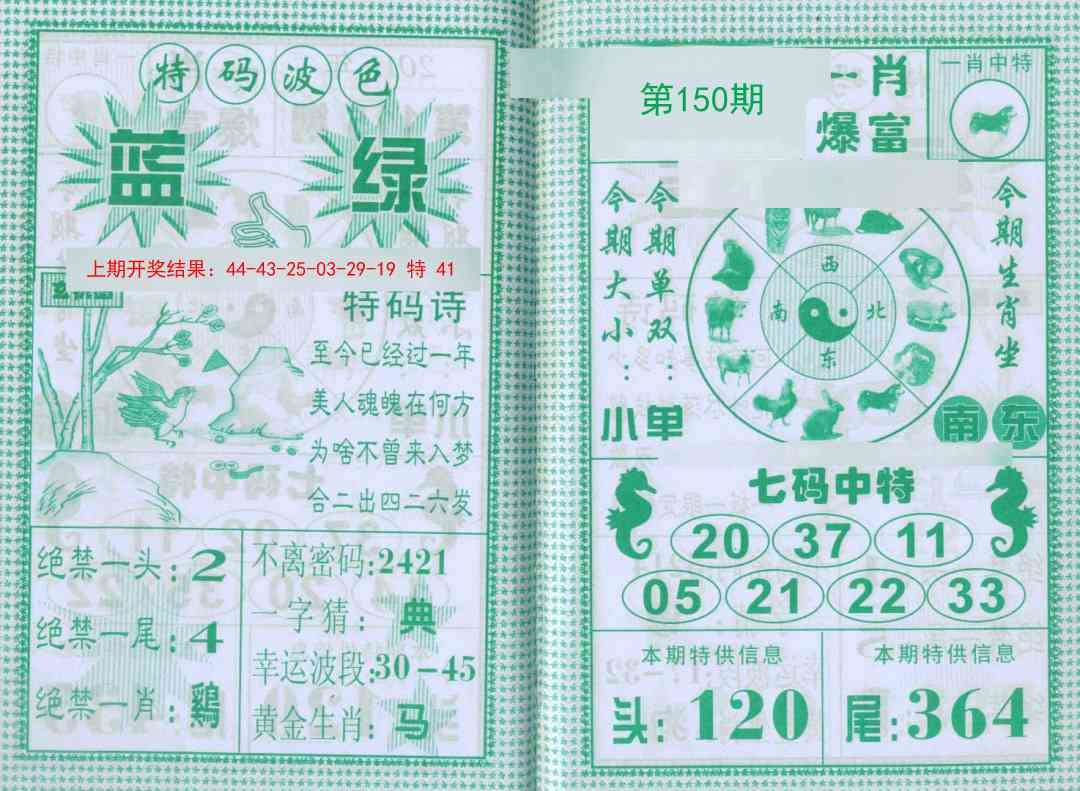 特码波色
蓝 绿
上期开奖结果: 44-43-25-03-29-19 特 41
特码诗
至今已经过一年
美人魂魄在何方
为啥不曾来入梦
合二出四二六发
绝禁一头:2
绝禁一尾:4
绝禁一肖:鷄
不离密码:2421
一字猜:典
幸运波段:30-45
黄金生肖:马
第150期
一肖
爆富
一肖中特
今期大小:小
今期单双:单
西
南 北
东
今期生肖坐
南东
七码中特
20 37 11
05 21 22 33
本期特供信息
头:120
本期特供信息
尾:364